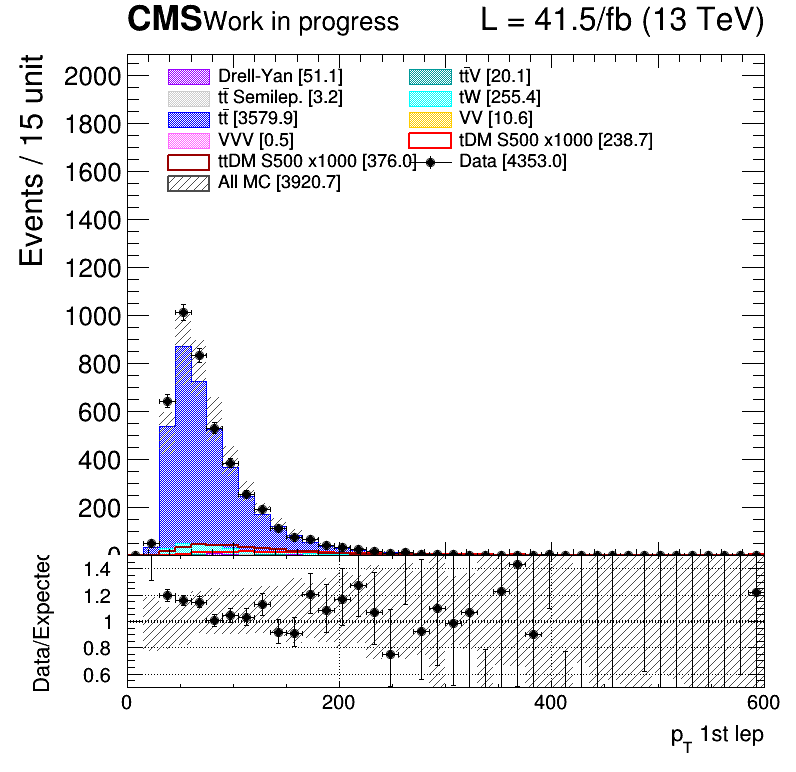 CMS Work in progress L = 41.5/fb (13 TeV)
Events / 15 unit
2000
1800
1600
1400
1200
1000
800
600
400
200
0
Drell-Yan [51.1]
tt̄V [20.1]
tt̄ Semilep. [3.2]
tW [255.4]
tt̄ [3579.9]
VV [10.6]
VVV [0.5]
tDM S500 x1000 [238.7]
ttDM S500 x1000 [376.0]
Data [4353.0]
All MC [3920.7]
Data/Expected
1.4
1.2
1
0.8
0.6
0 200 400 600
p_T 1st lep